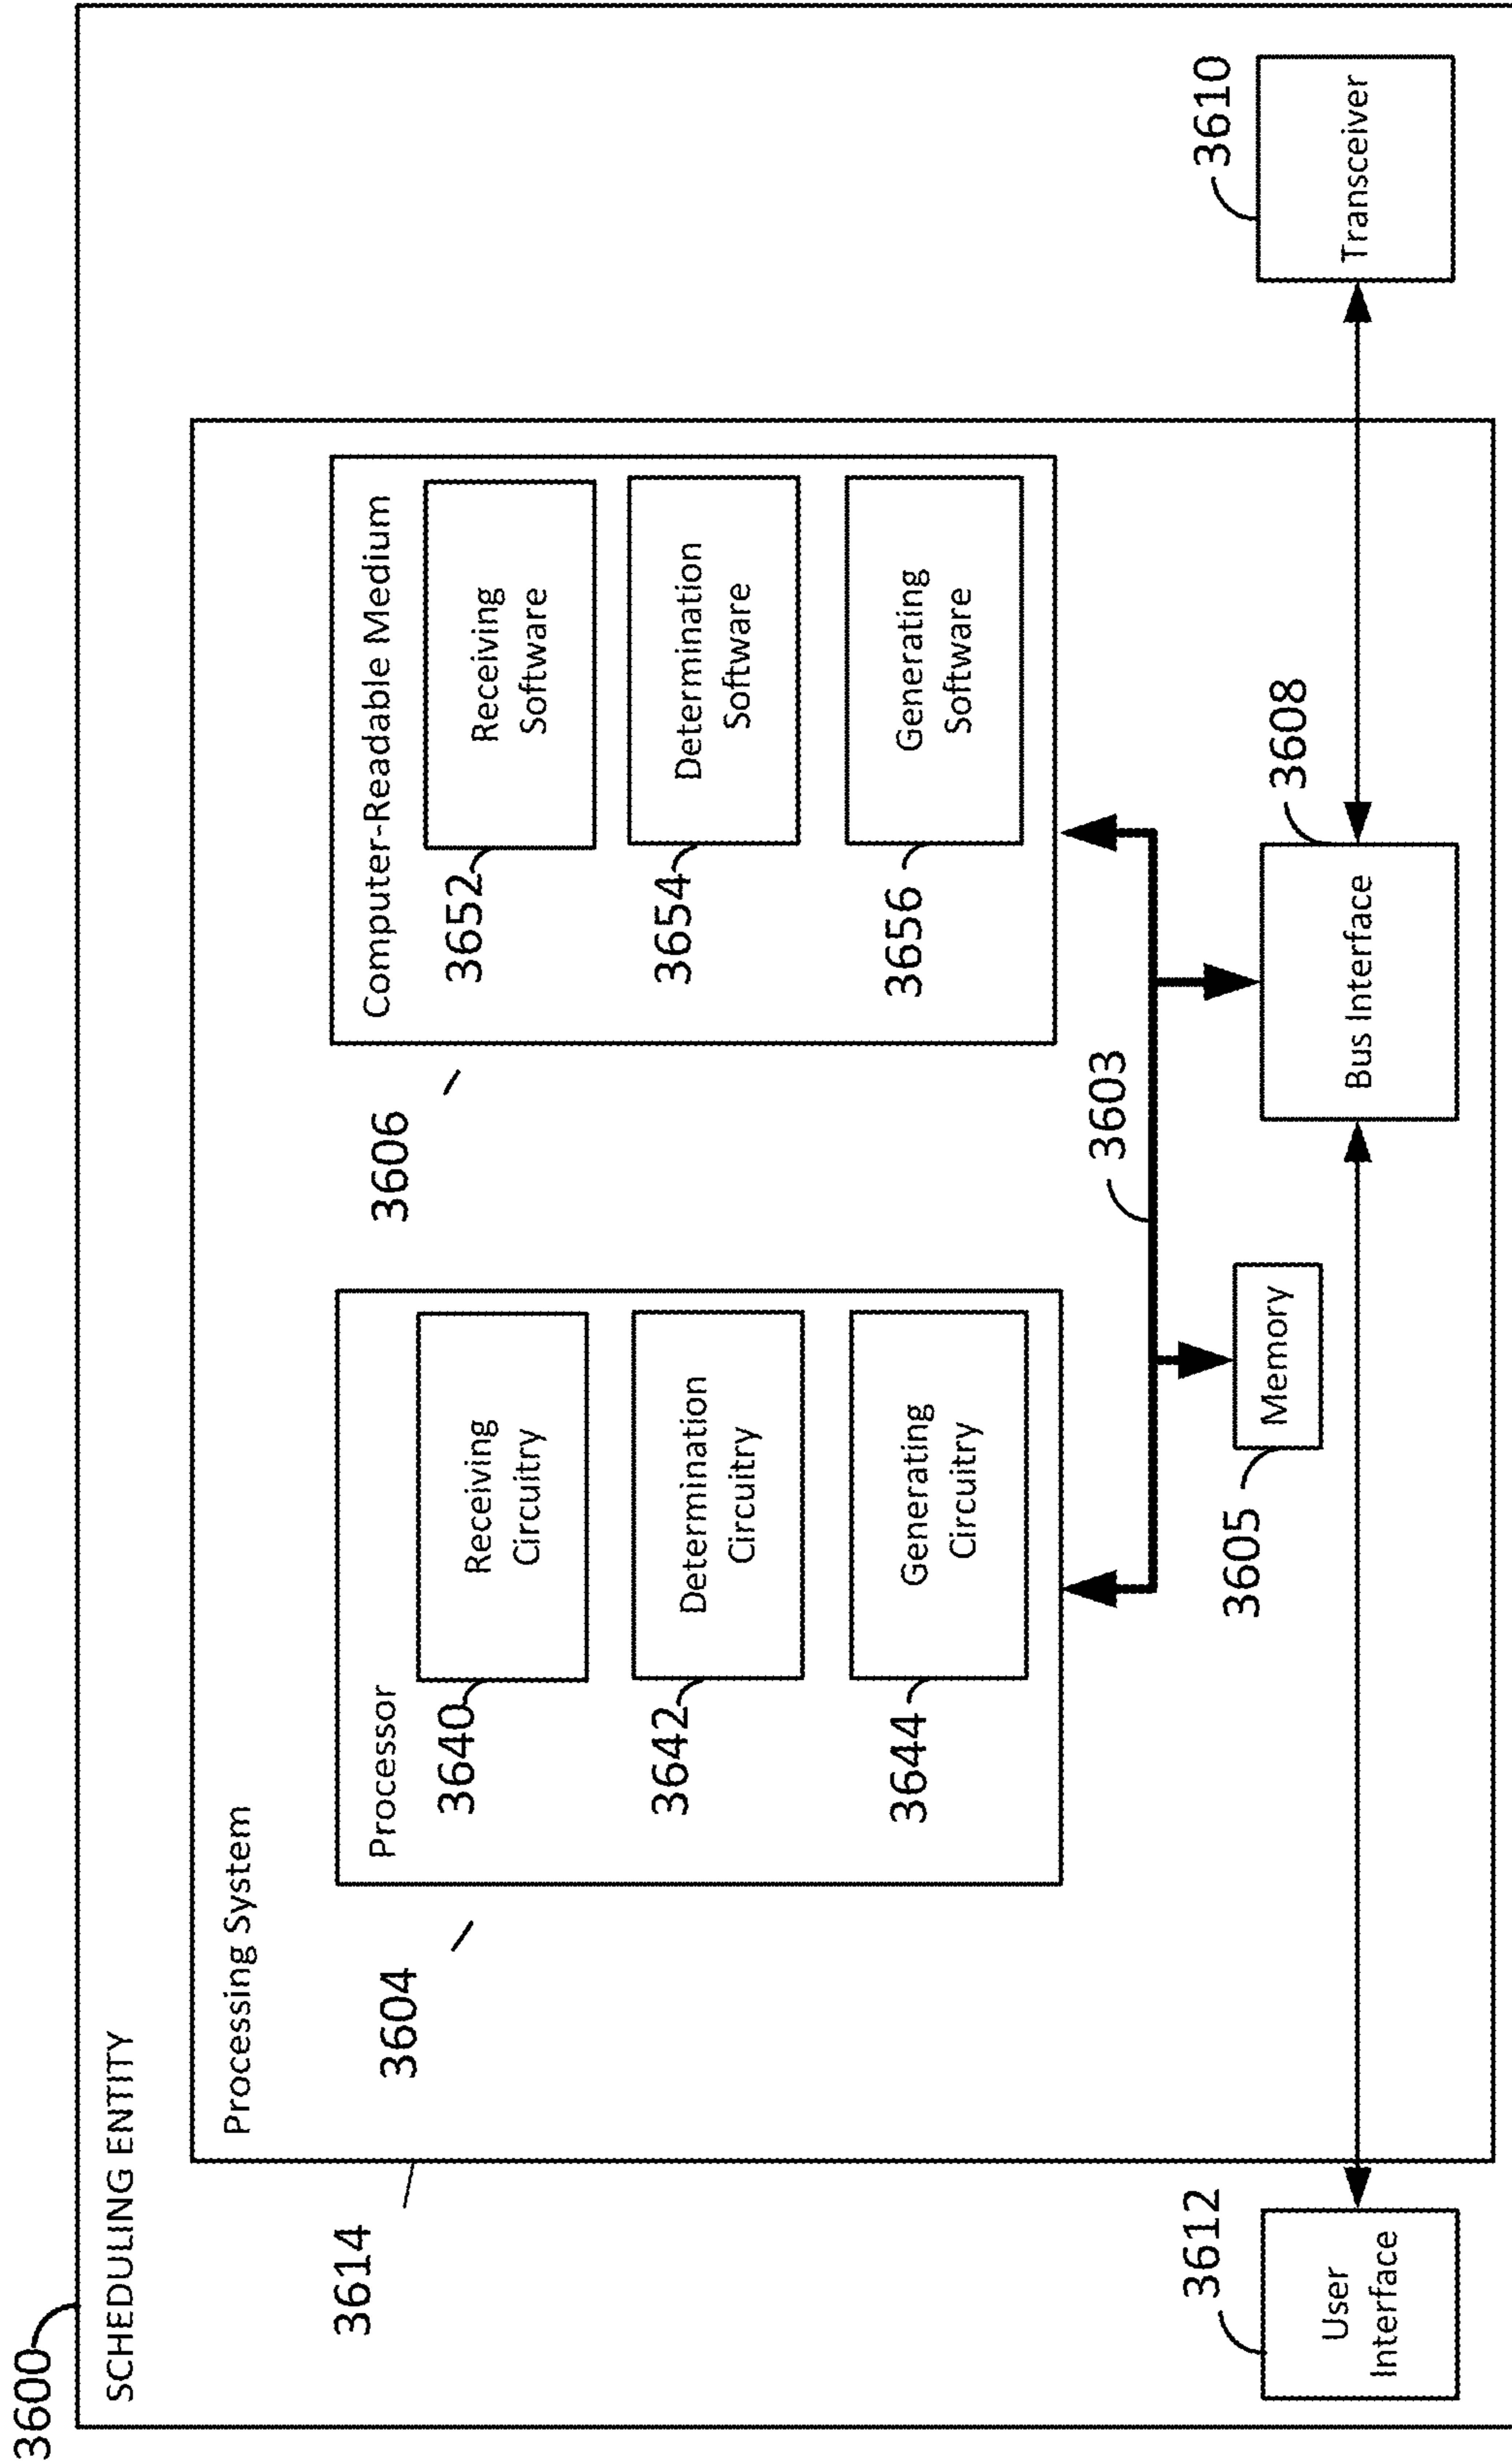 3600
SCHEDULING ENTITY
3614
Processing System
3604
Processor
3640
Receiving
Circuitry
3642
Determination
Circuitry
3644
Generating
Circuitry
3606
Computer-Readable Medium
3652
Receiving
Software
3654
Determination
Software
3656
Generating
Software
3603
3605
Memory
3608
Bus Interface
3612
User
Interface
3610
Transceiver